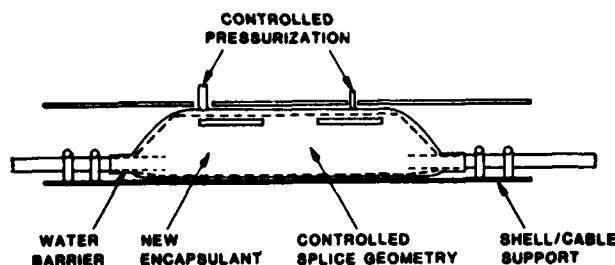 CONTROLLED
PRESSURIZATION
WATER
BARRIER
NEW
ENCAPSULANT
CONTROLLED
SPLICE GEOMETRY
SHELL/CABLE
SUPPORT